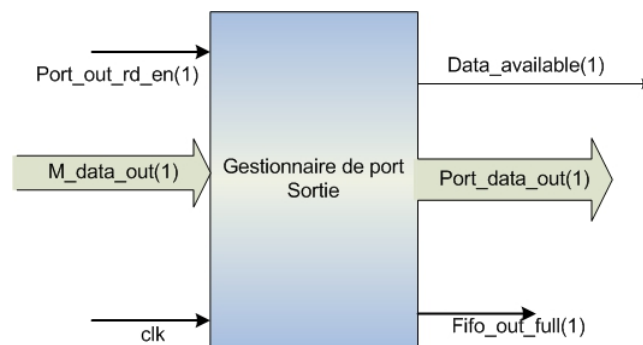 Port_out_rd_en(1)
Data_available(1)
M_data_out(1)
Gestionnaire de port
Sortie
Port_data_out(1)
clk
Fifo_out_full(1)